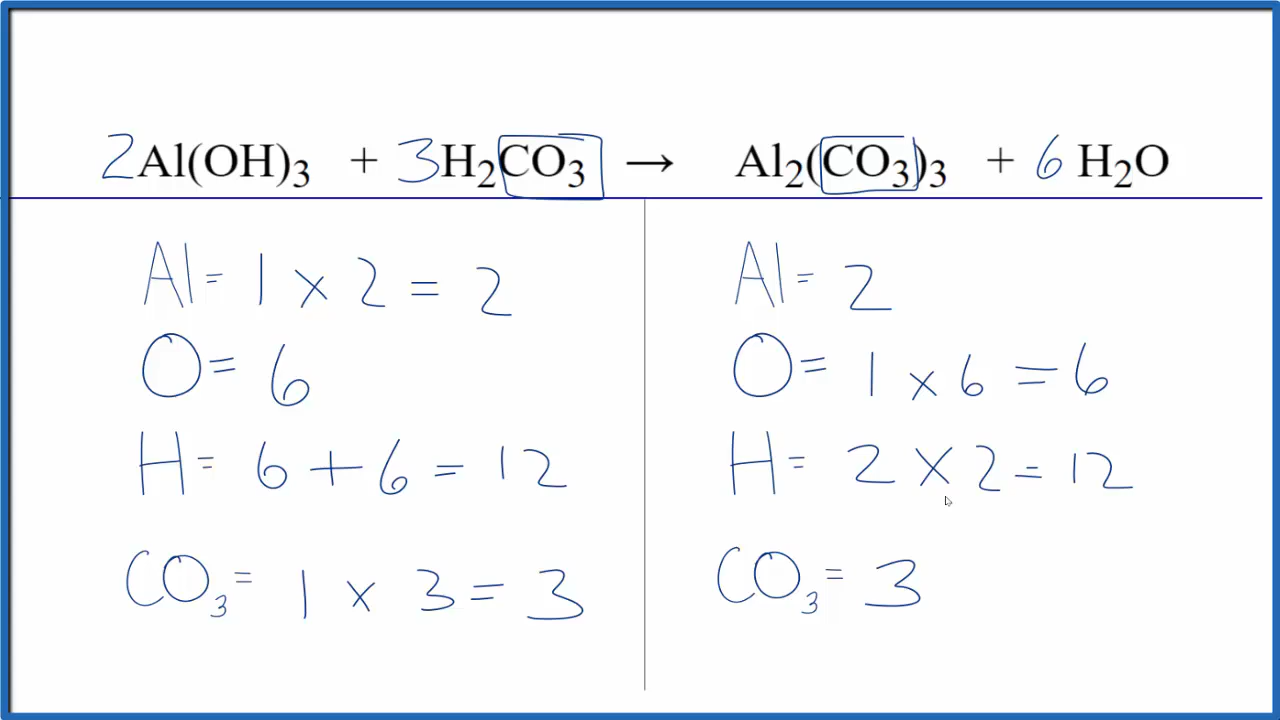 2Al(OH)₃ + 3H₂CO₃ → Al₂(CO₃)₃ + 6 H₂O
Al = 1 x 2 = 2
O = 6
H = 6 + 6 = 12
CO₃ = 1 x 3 = 3
Al = 2
O = 1 x 6 = 6
H = 2 x 2 = 12
CO₃ = 3